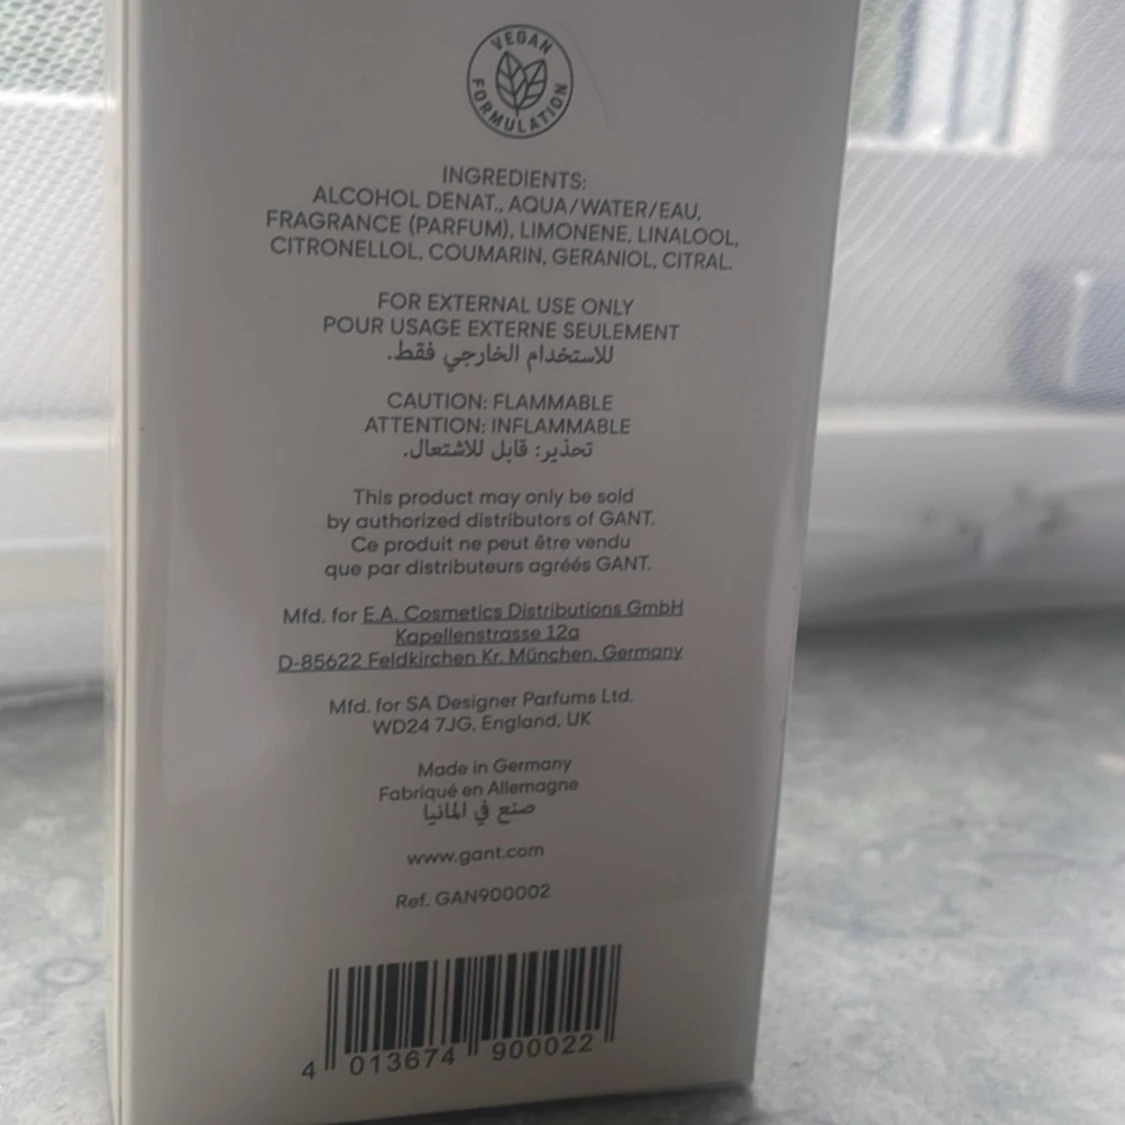 VEGAN
FORMULATION
INGREDIENTS:
ALCOHOL DENAT., AQUA/WATER/EAU,
FRAGRANCE (PARFUM), LIMONENE, LINALOOL,
CITRONELLOL, COUMARIN, GERANIOL, CITRAL.
FOR EXTERNAL USE ONLY
POUR USAGE EXTERNE SEULEMENT
للاستخدام الخارجي فقط.
CAUTION: FLAMMABLE
ATTENTION: INFLAMMABLE
تحذير: قابل للاشتعال.
This product may only be sold
by authorized distributors of GANT.
Ce produit ne peut être vendu
que par distributeurs agréés GANT.
Mfd. for E.A. Cosmetics Distributions GmbH
Kapellenstrasse 12a
D-85622 Feldkirchen Kr. München, Germany
Mfd. for SA Designer Parfums Ltd.
WD24 7JG, England, UK
Made in Germany
Fabriqué en Allemagne
صنع في المانيا
www.gant.com
Ref. GAN900002
4 013674 900022